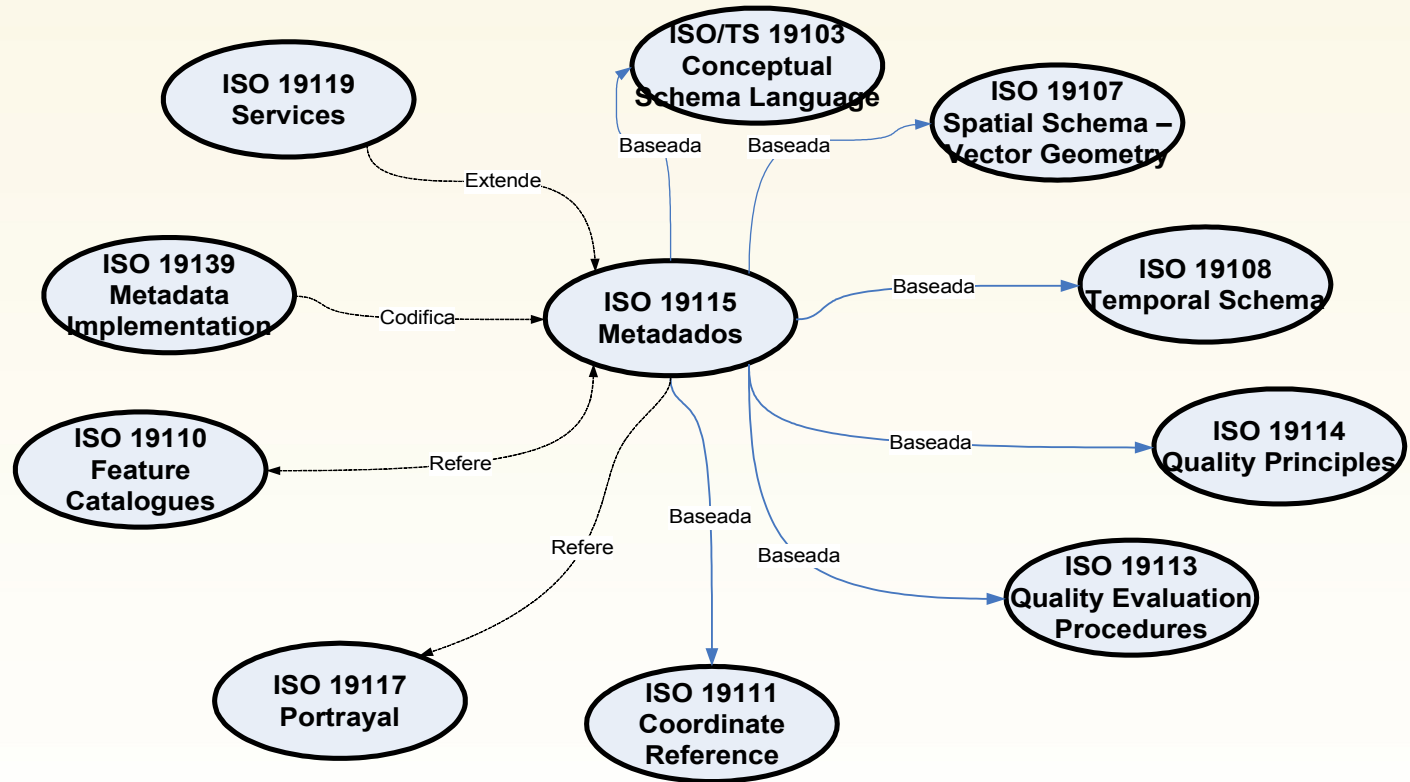 ISO/TS 19103
Conceptual
Schema Language
ISO 19119
Services
ISO 19107
Spatial Schema –
Vector Geometry
Baseada
Baseada
Extende
ISO 19139
Metadata
Implementation
ISO 19108
Temporal Schema
Baseada
ISO 19115
Metadados
Codifica
ISO 19110
Feature
Catalogues
ISO 19114
Quality Principles
Baseada
Refere
Baseada
Refere
Baseada
ISO 19113
Quality Evaluation
Procedures
ISO 19117
Portrayal
ISO 19111
Coordinate
Reference